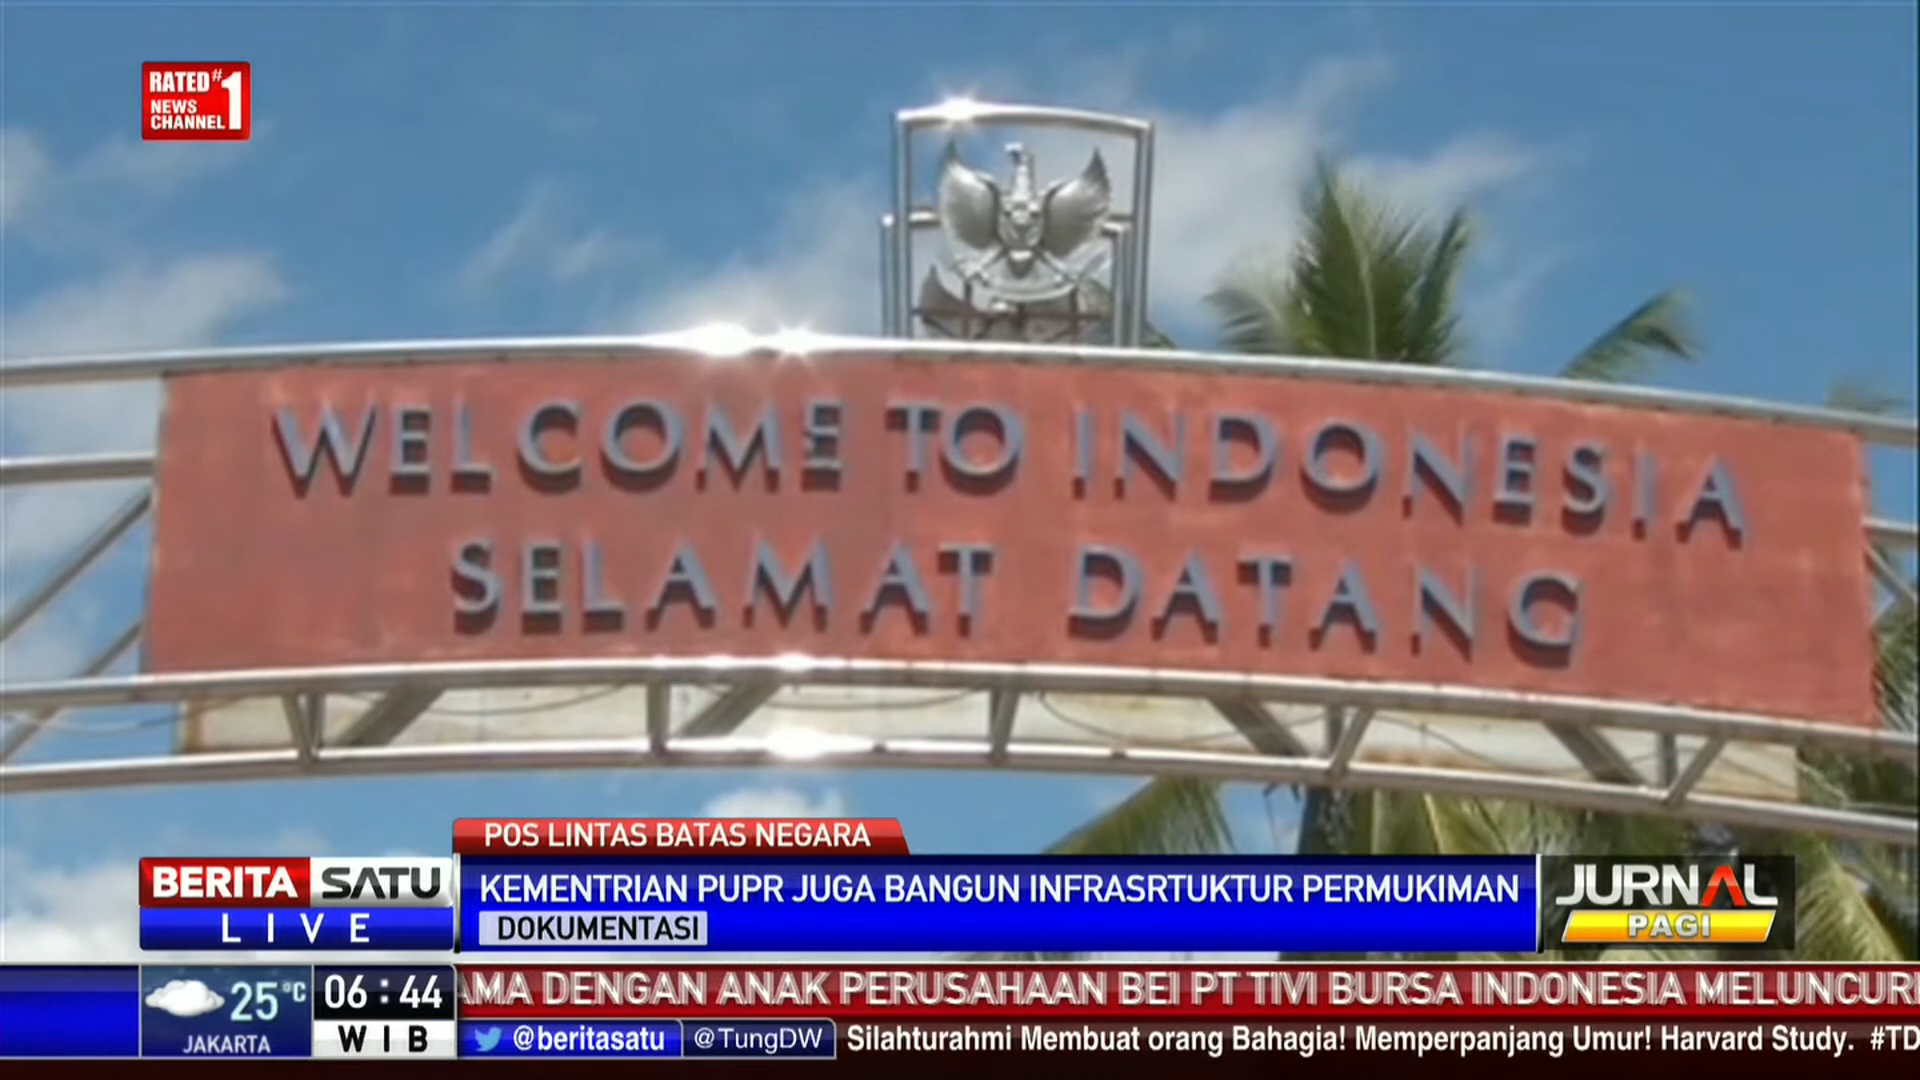 RATED #1
NEWS
CHANNEL
WELCOME TO INDONESIA
SELAMAT DATANG
POS LINTAS BATAS NEGARA
BERITA SATU
LIVE
KEMENTRIAN PUPR JUGA BANGUN INFRASRTUKTUR PERMUKIMAN
DOKUMENTASI
JURNAL
PAGI
25°C
JAKARTA
06:44
WIB
AMA DENGAN ANAK PERUSAHAAN BEI PT TIVI BURSA INDONESIA MELUNCUR
@beritasatu
@TungDW
Silahturahmi Membuat orang Bahagia! Memperpanjang Umur! Harvard Study. #TD